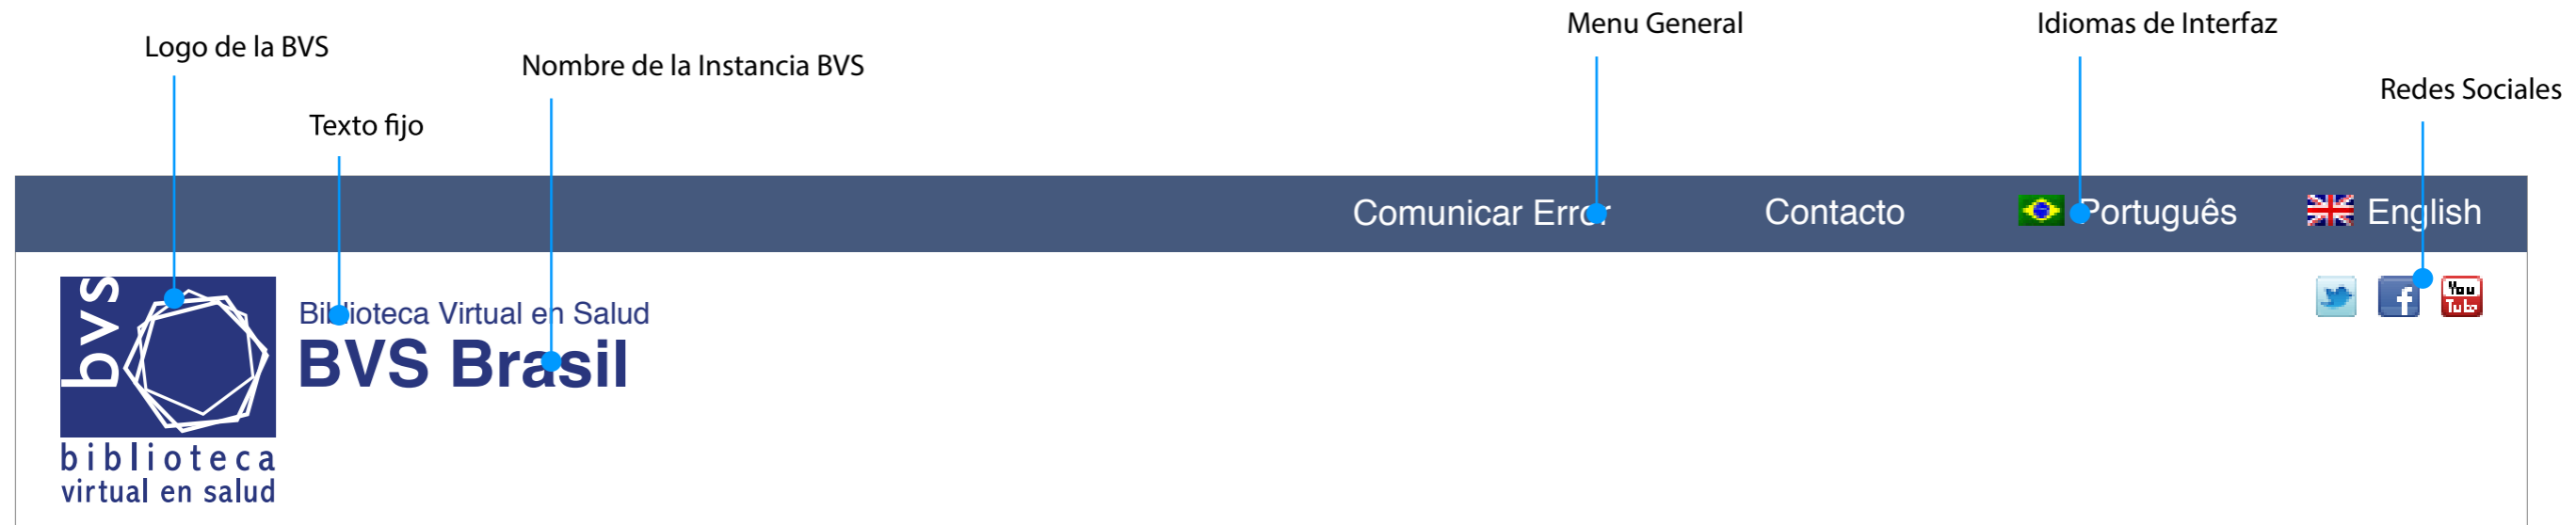 Menu General
Idiomas de Interfaz
Logo de la BVS
Nombre de la Instancia BVS
Redes Sociales
Texto fijo
Comunicar Error
Contacto
Português
English
bvs
Biblioteca Virtual en Salud
BVS Brasil
You
Tube
biblioteca
virtual en salud